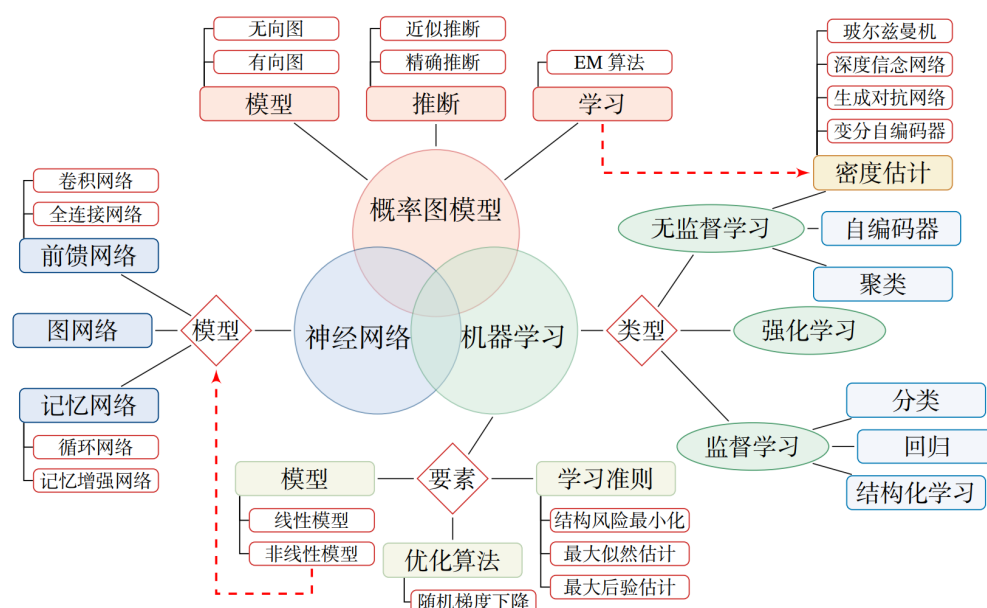 无向图
有向图
模型
近似推断
精确推断
推断
EM 算法
学习
玻尔兹曼机
深度信念网络
生成对抗网络
变分自编码器
密度估计
概率图模型
卷积网络
全连接网络
前馈网络
图网络
模型
记忆网络
循环网络
记忆增强网络
神经网络
机器学习
类型
无监督学习
自编码器
聚类
强化学习
监督学习
分类
回归
结构化学习
要素
模型
线性模型
非线性模型
优化算法
随机梯度下降
学习准则
结构风险最小化
最大似然估计
最大后验估计